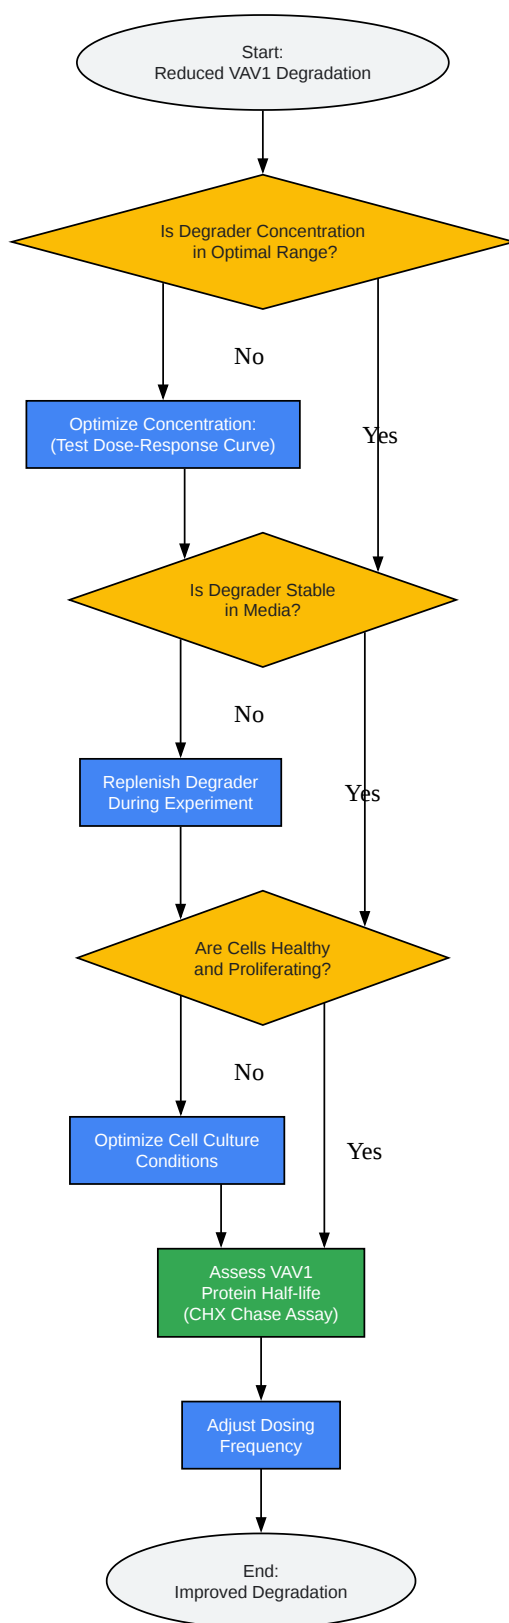 Start:
Reduced VAV1 Degradation
Is Degrader Concentration
in Optimal Range?
No
Optimize Concentration:
(Test Dose-Response Curve)
Yes
Is Degrader Stable
in Media?
No
Replenish Degrader
During Experiment
Yes
Are Cells Healthy
and Proliferating?
No
Optimize Cell Culture
Conditions
Yes
Assess VAV1
Protein Half-life
(CHX Chase Assay)
Adjust Dosing
Frequency
End:
Improved Degradation